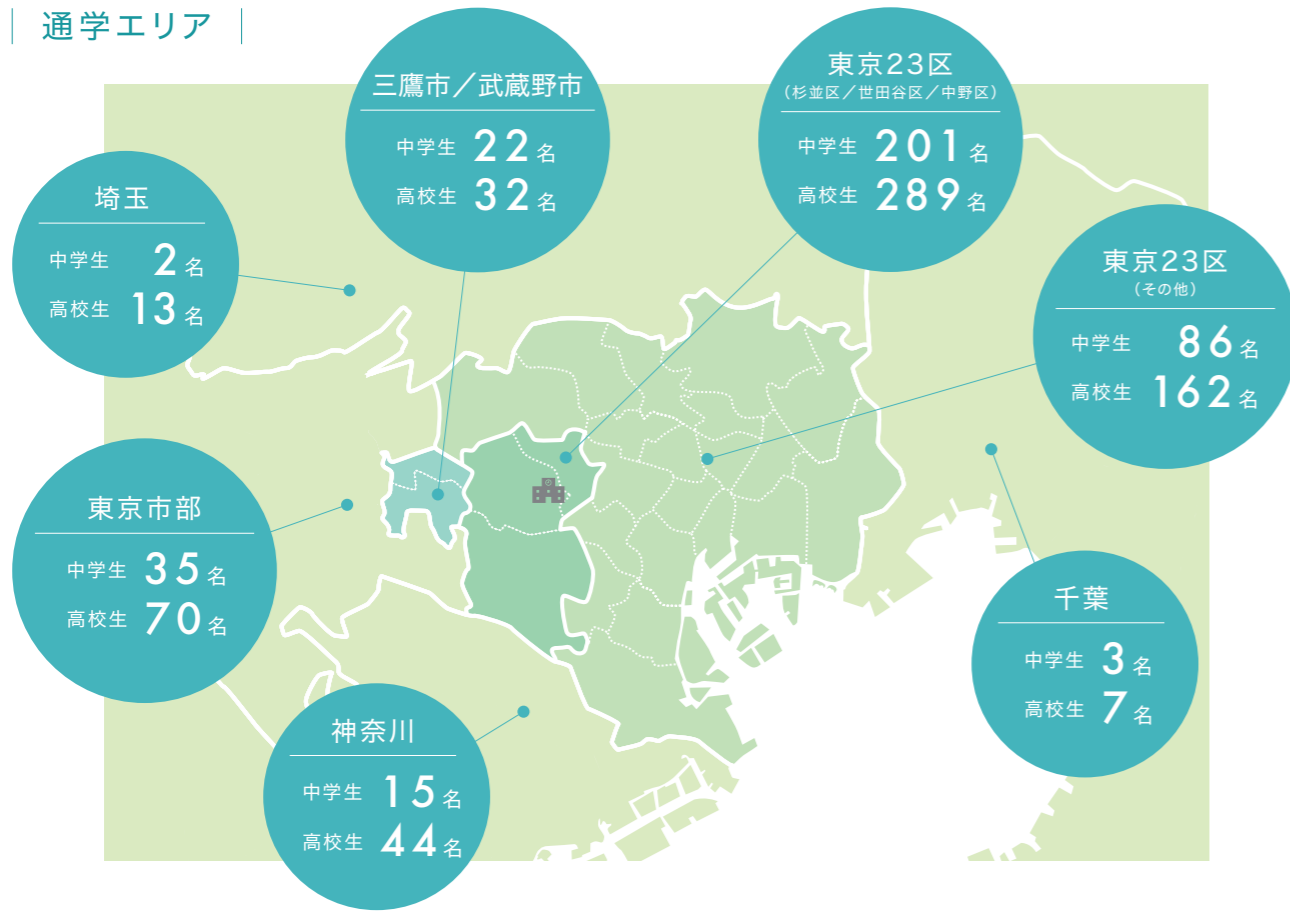 通学エリア
三鷹市／武蔵野市
中学生 22名
高校生 32名
東京23区
（杉並区／世田谷区／中野区）
中学生 201名
高校生 289名
埼玉
中学生 2名
高校生 13名
東京23区
（その他）
中学生 86名
高校生 162名
東京市部
中学生 35名
高校生 70名
千葉
中学生 3名
高校生 7名
神奈川
中学生 15名
高校生 44名